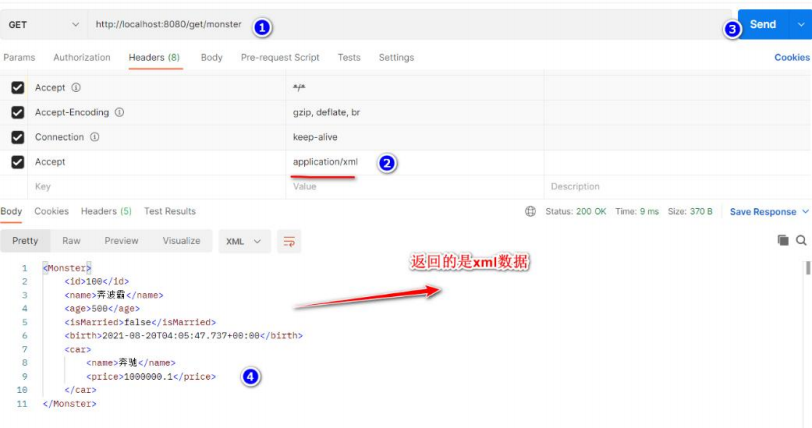 GET http://localhost:8080/get/monster 1 3 Send
Params Authorization Headers (8) Body Pre-request Script Tests Settings Cookies
Accept */*
Accept-Encoding gzip, deflate, br
Connection keep-alive
Accept application/xml 2
Key Value Description
Body Cookies Headers (5) Test Results Status: 200 OK Time: 9 ms Size: 370 B Save Response
Pretty Raw Preview Visualize XML
返回的是xml数据
1 <Monster>
2 <id>100</id>
3 <name>奔波霸</name>
4 <age>500</age>
5 <isMarried>false</isMarried>
6 <birth>2021-08-20T04:05:47.737+00:00</birth>
7 <car>
8 <name>奔驰</name>
9 <price>1000000.1</price> 4
10 </car>
11 </Monster>